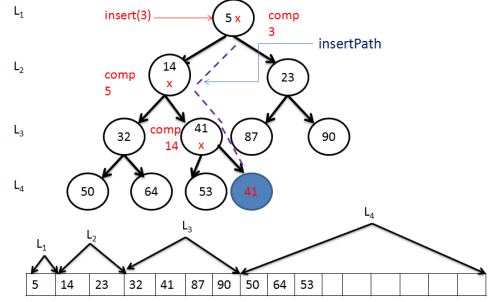 L1
insert(3)
5 x
comp
3
insertPath
L2
comp
5
14
x
23
L3
32
comp
14
41
x
87
90
L4
50
64
53
41
L1
L2
L3
L4
5 14 23 32 41 87 90 50 64 53